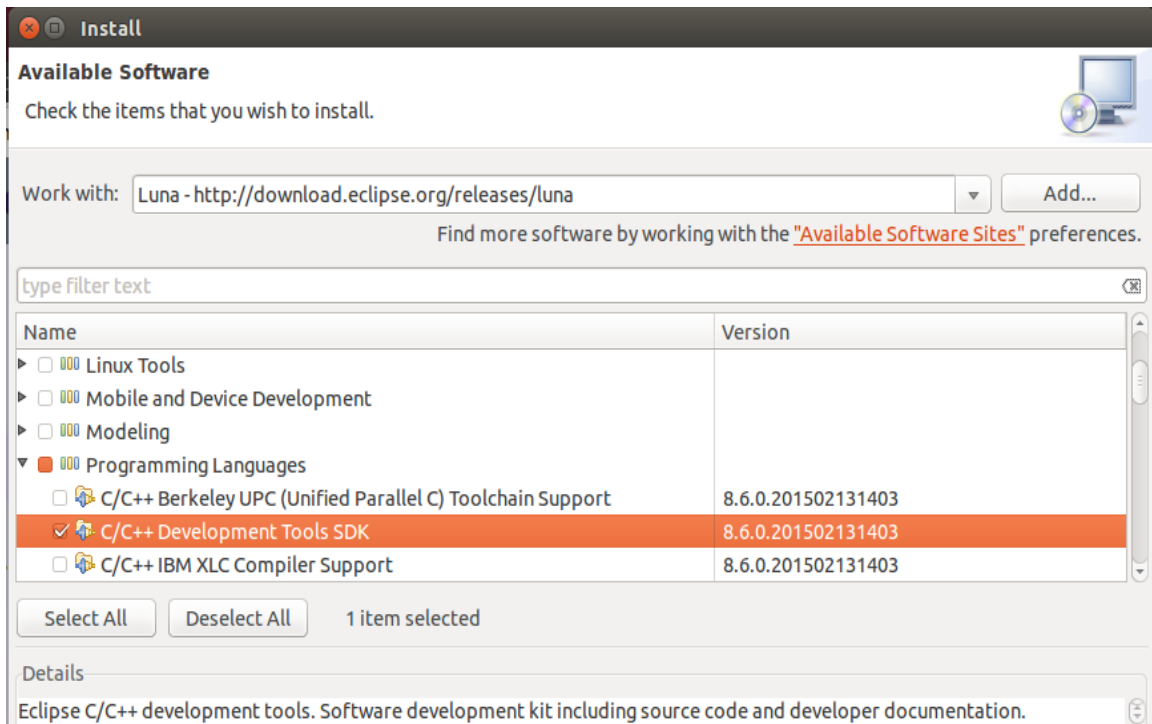 Install
Available Software
Check the items that you wish to install.
Work with: Luna - http://download.eclipse.org/releases/luna Add...
Find more software by working with the "Available Software Sites" preferences.
type filter text
Name Version
Linux Tools
Mobile and Device Development
Modeling
Programming Languages
C/C++ Berkeley UPC (Unified Parallel C) Toolchain Support 8.6.0.201502131403
C/C++ Development Tools SDK 8.6.0.201502131403
C/C++ IBM XLC Compiler Support 8.6.0.201502131403
Select All Deselect All 1 item selected
Details
Eclipse C/C++ development tools. Software development kit including source code and developer documentation.